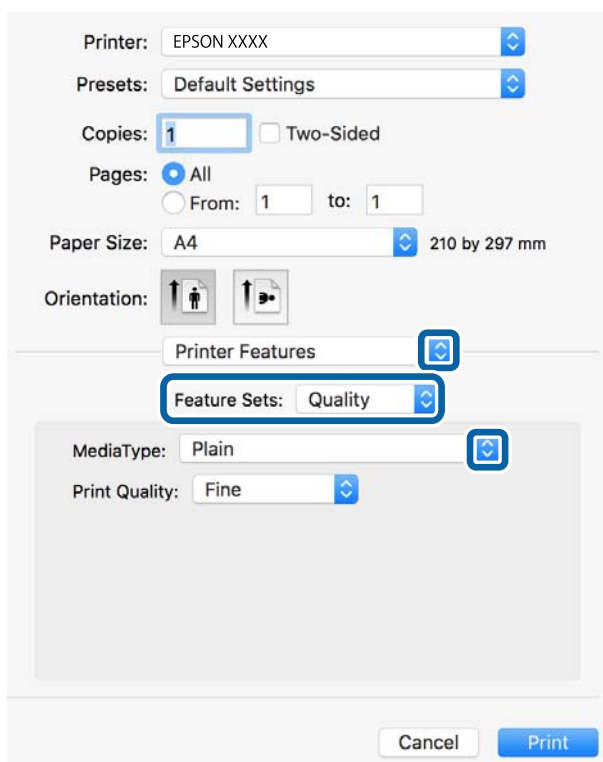 Printer: EPSON XXXX
Presets: Default Settings
Copies: 1 Two-Sided
Pages: All
From: 1 to: 1
Paper Size: A4 210 by 297 mm
Orientation:
Printer Features
Feature Sets: Quality
MediaType: Plain
Print Quality: Fine
Cancel Print